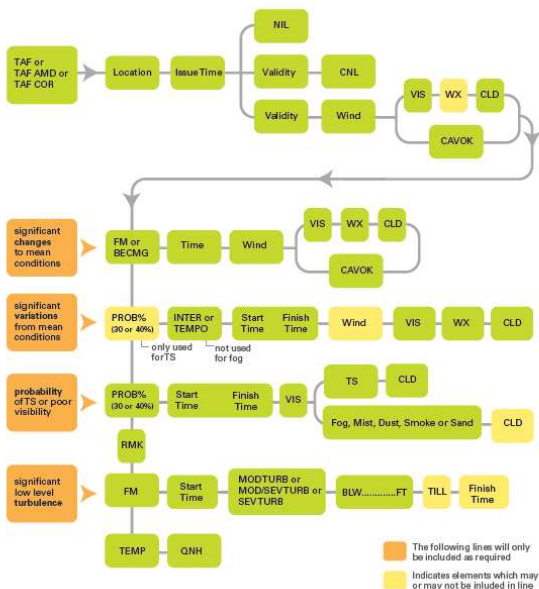 NIL
TAF or
TAF AMD or
TAF COR
Location
Issue Time
Validity
CNL
Validity
Wind
VIS
WX
CLD
CAVOK
significant
changes
to mean
conditions
FM or
BECMG
Time
Wind
VIS
WX
CLD
CAVOK
significant
variations
from mean
conditions
PROB%
(30 or 40%)
INTER or
TEMPO
Start
Time
Finish
Time
Wind
VIS
WX
CLD
only used
for TS
not used
for fog
probability
of TS or poor
visibility
PROB%
(30 or 40%)
Start
Time
Finish
Time
VIS
TS
CLD
Fog, Mist, Dust, Smoke or Sand
CLD
RMK
significant
low level
turbulence
FM
Start
Time
MODTURB or
MOD/SEVTURB or
SEVTURB
BLW.............FT
TILL
Finish
Time
TEMP
QNH
The following lines will only
be included as required
Indicates elements which may
or may not be inluded in line